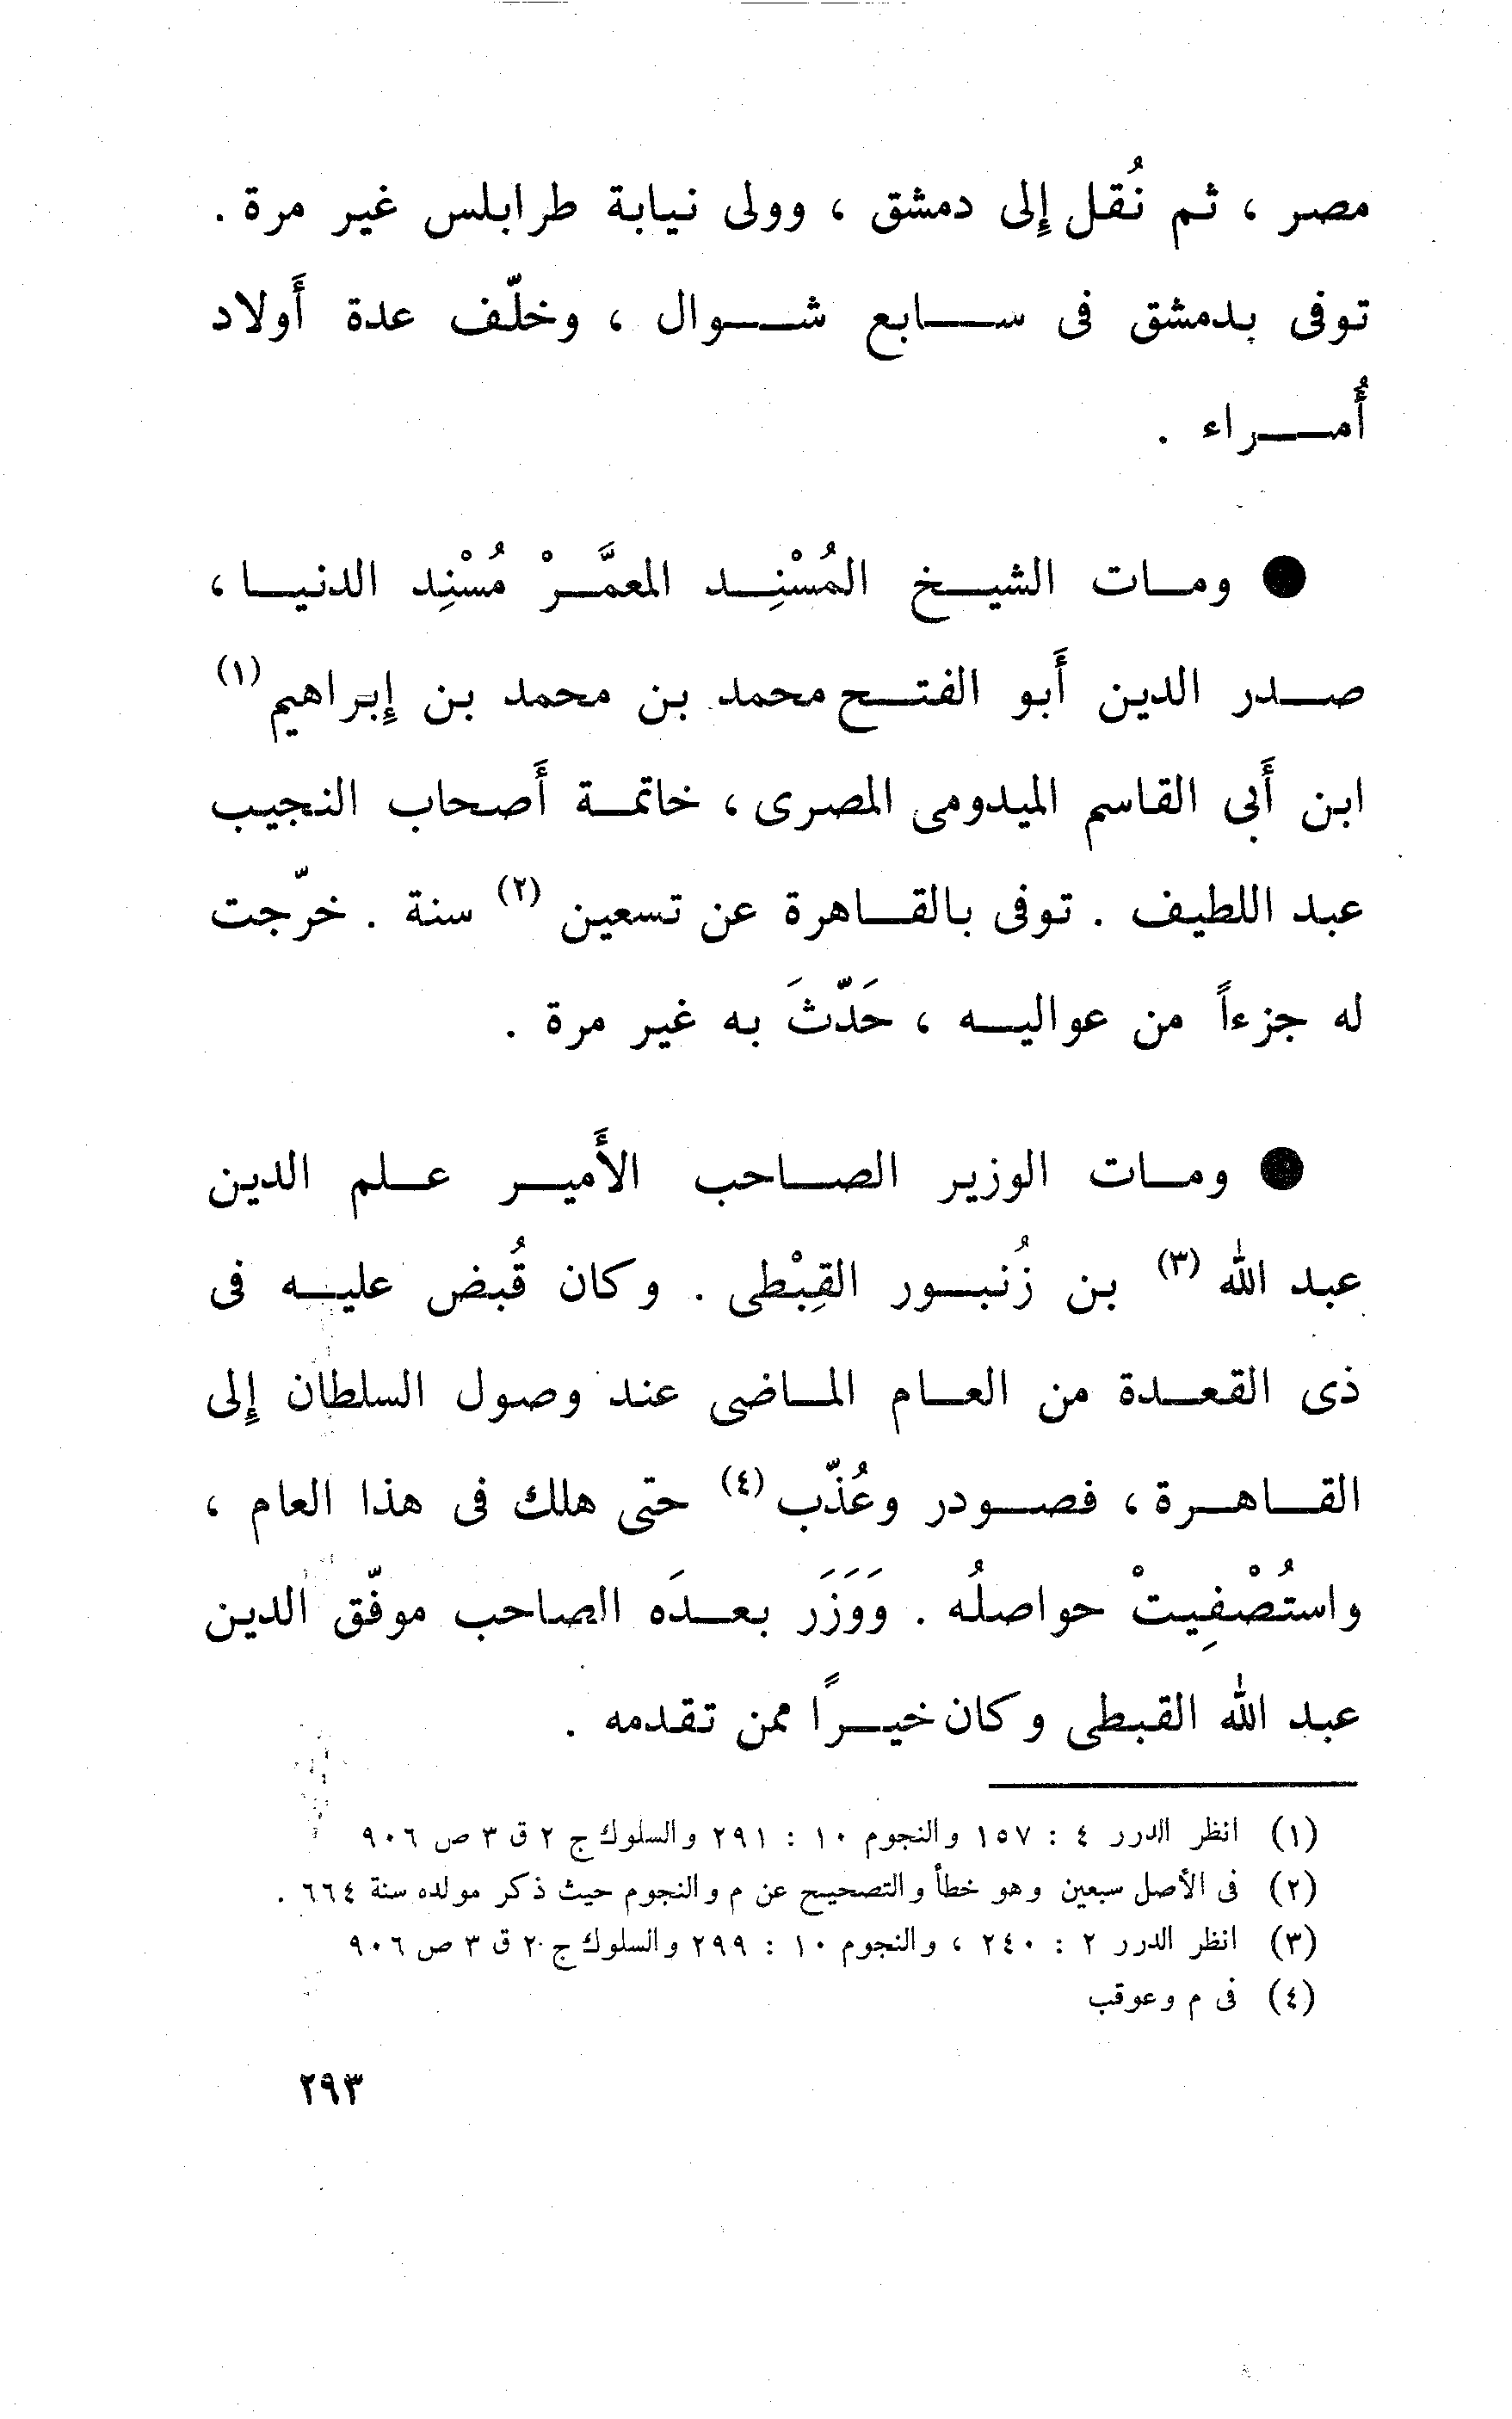 مصر ، ثم نُقل إلى دمشق ، وولى نيابة طرابلس غير مرة .
توفى بدمشق فى سابع شوال ، وخلّف عدة أَولاد
أُمراء .
● ومات الشيخ المُسْنِد المعمَّرْ مُسْنِد الدنيا ،
صدر الدين أَبو الفتح محمد بن محمد بن إبراهيم (١)
ابن أَبى القاسم الميدومى المصرى ، خاتمة أَصحاب النجيب
عبد اللطيف . توفى بالقاهرة عن تسعين (٢) سنة . خرّجت
له جزءاً من عواليه ، حَدّثَ به غير مرة .
● ومات الوزير الصاحب الأَمير علم الدين
عبد الله (٣) بن زُنبور القِبْطى . وكان قُبض عليه فى
ذى القعدة من العام الماضى عند وصول السلطان إلى
القاهرة ، فصودر وعُذّب (٤) حتى هلك فى هذا العام ،
واستُصْفِيتْ حواصلُه . وَوَزَر بعدَه الصاحب موفّق الدين
عبد الله القبطى وكان خيرًا ممن تقدمه .
(١) انظر الدرر ٤ : ١٥٧ والنجوم ١٠ : ٢٩١ والسلوك ج ٢ ق ٣ ص ٩٠٦
(٢) فى الأصل سبعين وهو خطأ والتصحيح عن م والنجوم حيث ذكر مولده سنة ٦٦٤ .
(٣) انظر الدرر ٢ : ٢٤٠ ، والنجوم ١٠ : ٢٩٩ والسلوك ج ٢ ق ٣ ص ٩٠٦
(٤) فى م وعوقب
٢٩٣